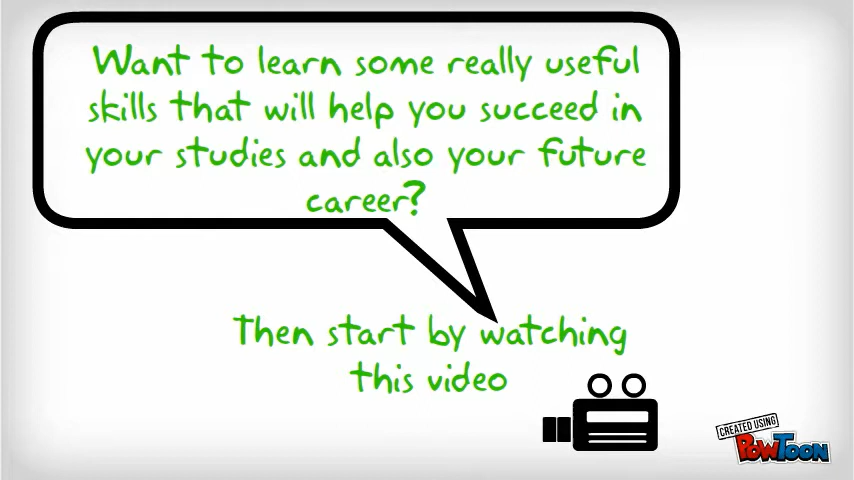 Want to learn some really useful
skills that will help you succeed in
your studies and also your future
career?
Then start by watching
this video
CREATED USING
POWTOON